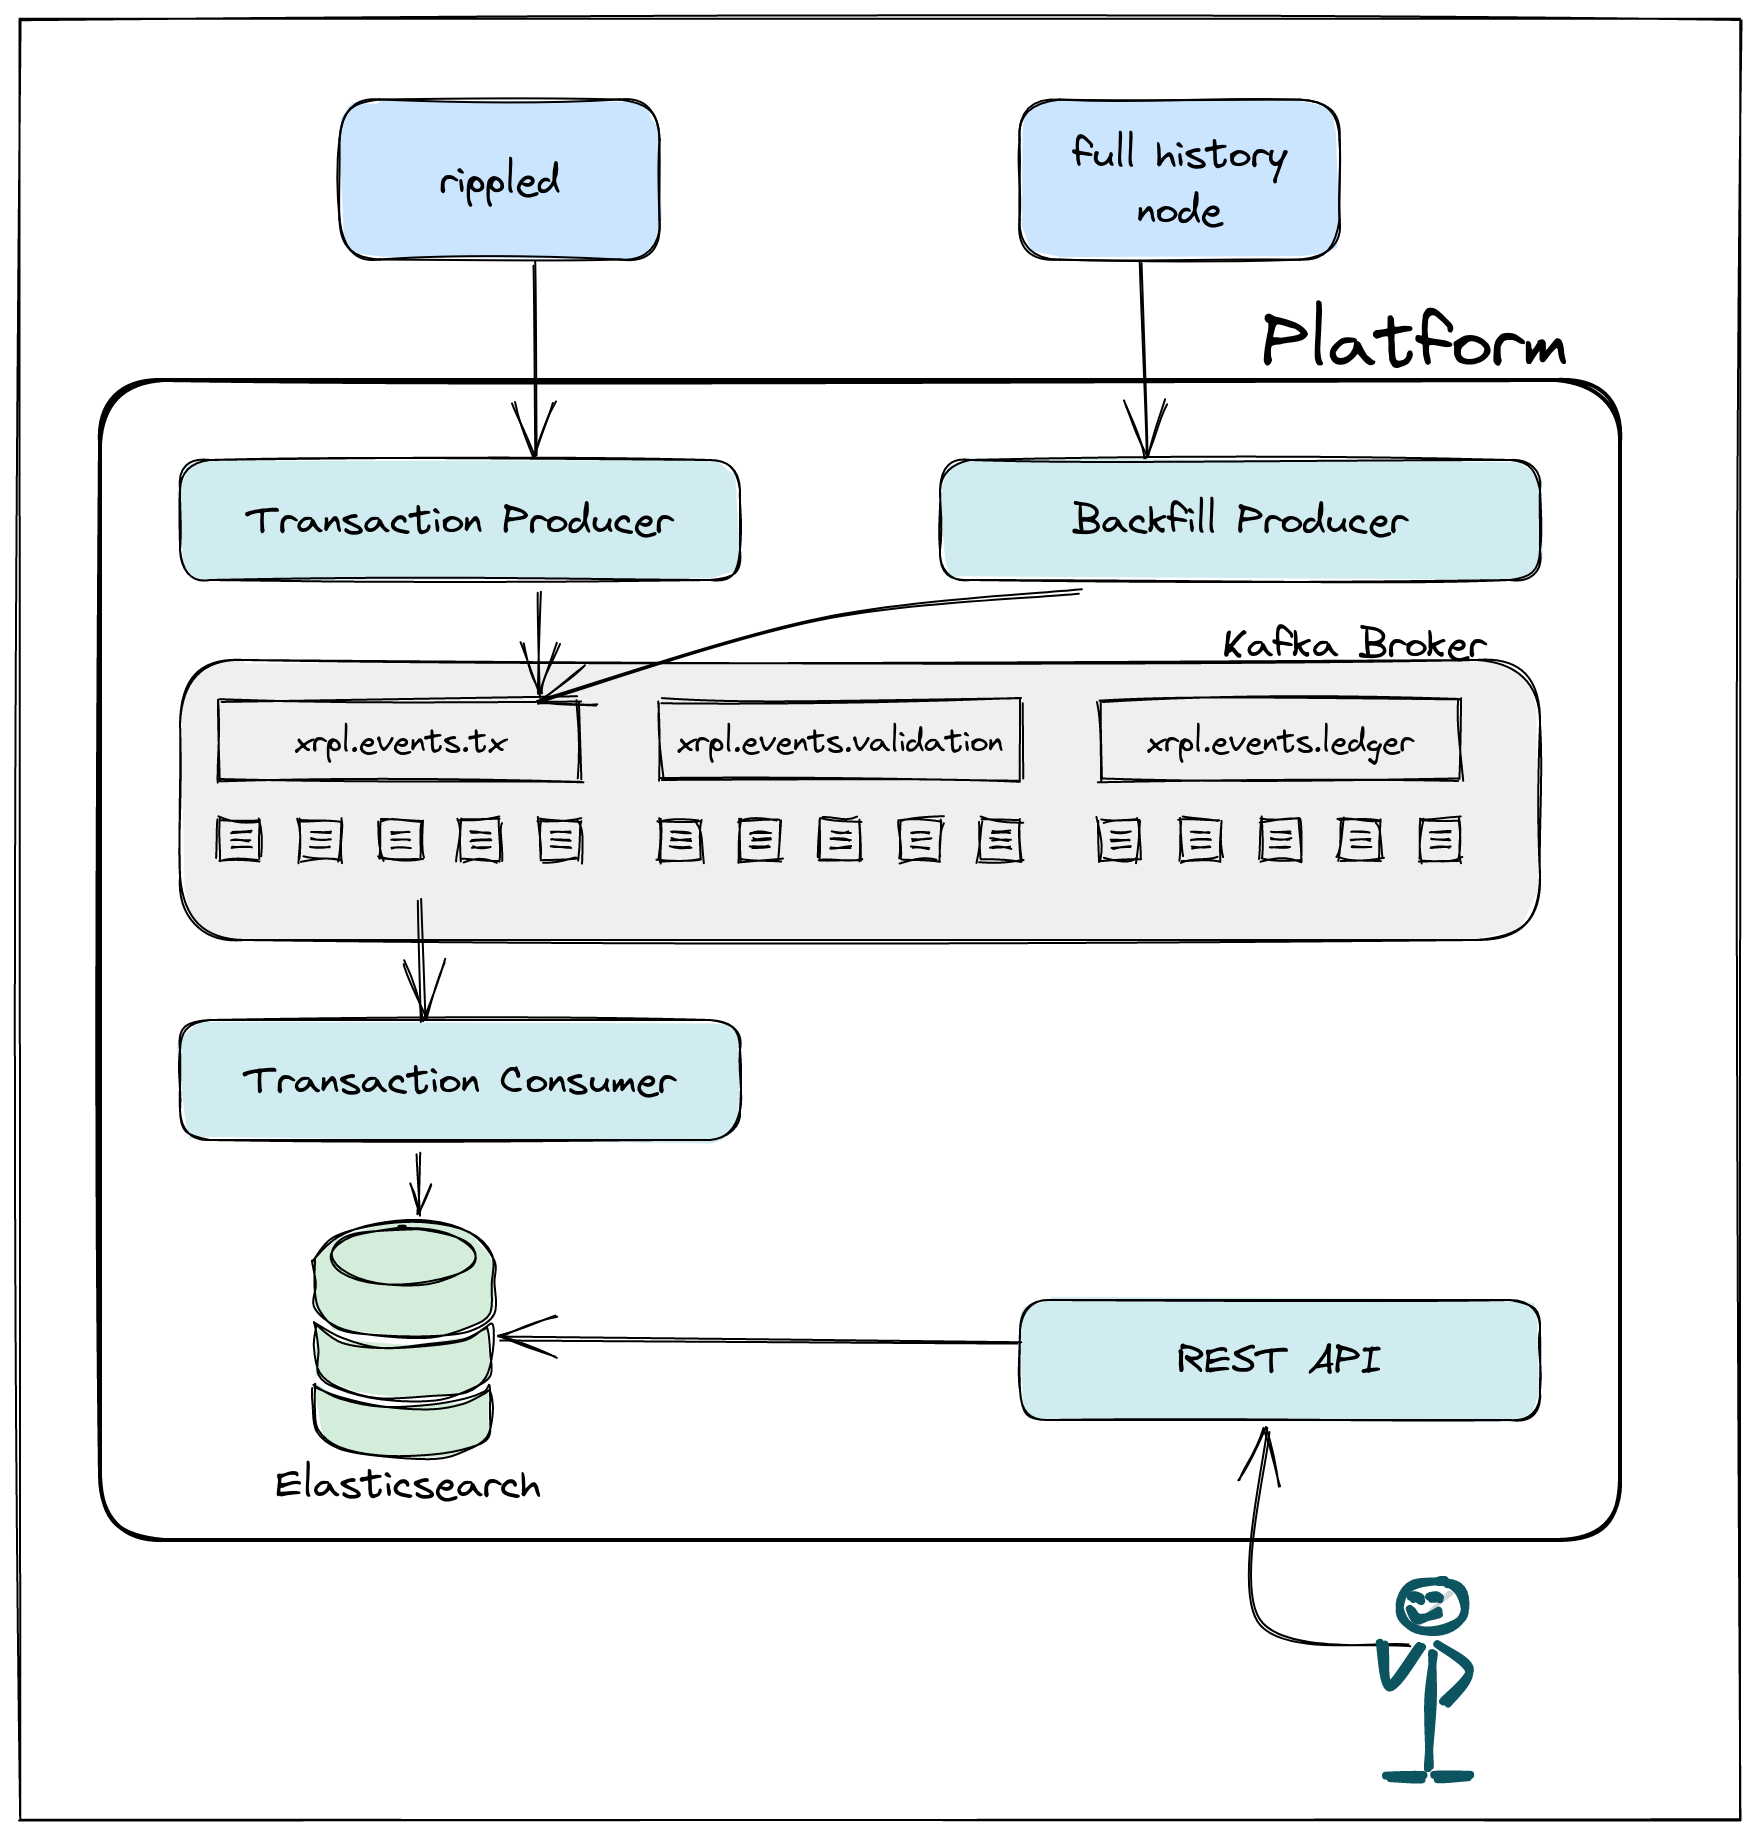 rippled
full history
node
Platform
Transaction Producer
Backfill Producer
Kafka Broker
xrpl.events.tx
xrpl.events.validation
xrpl.events.ledger
Transaction Consumer
REST API
Elasticsearch